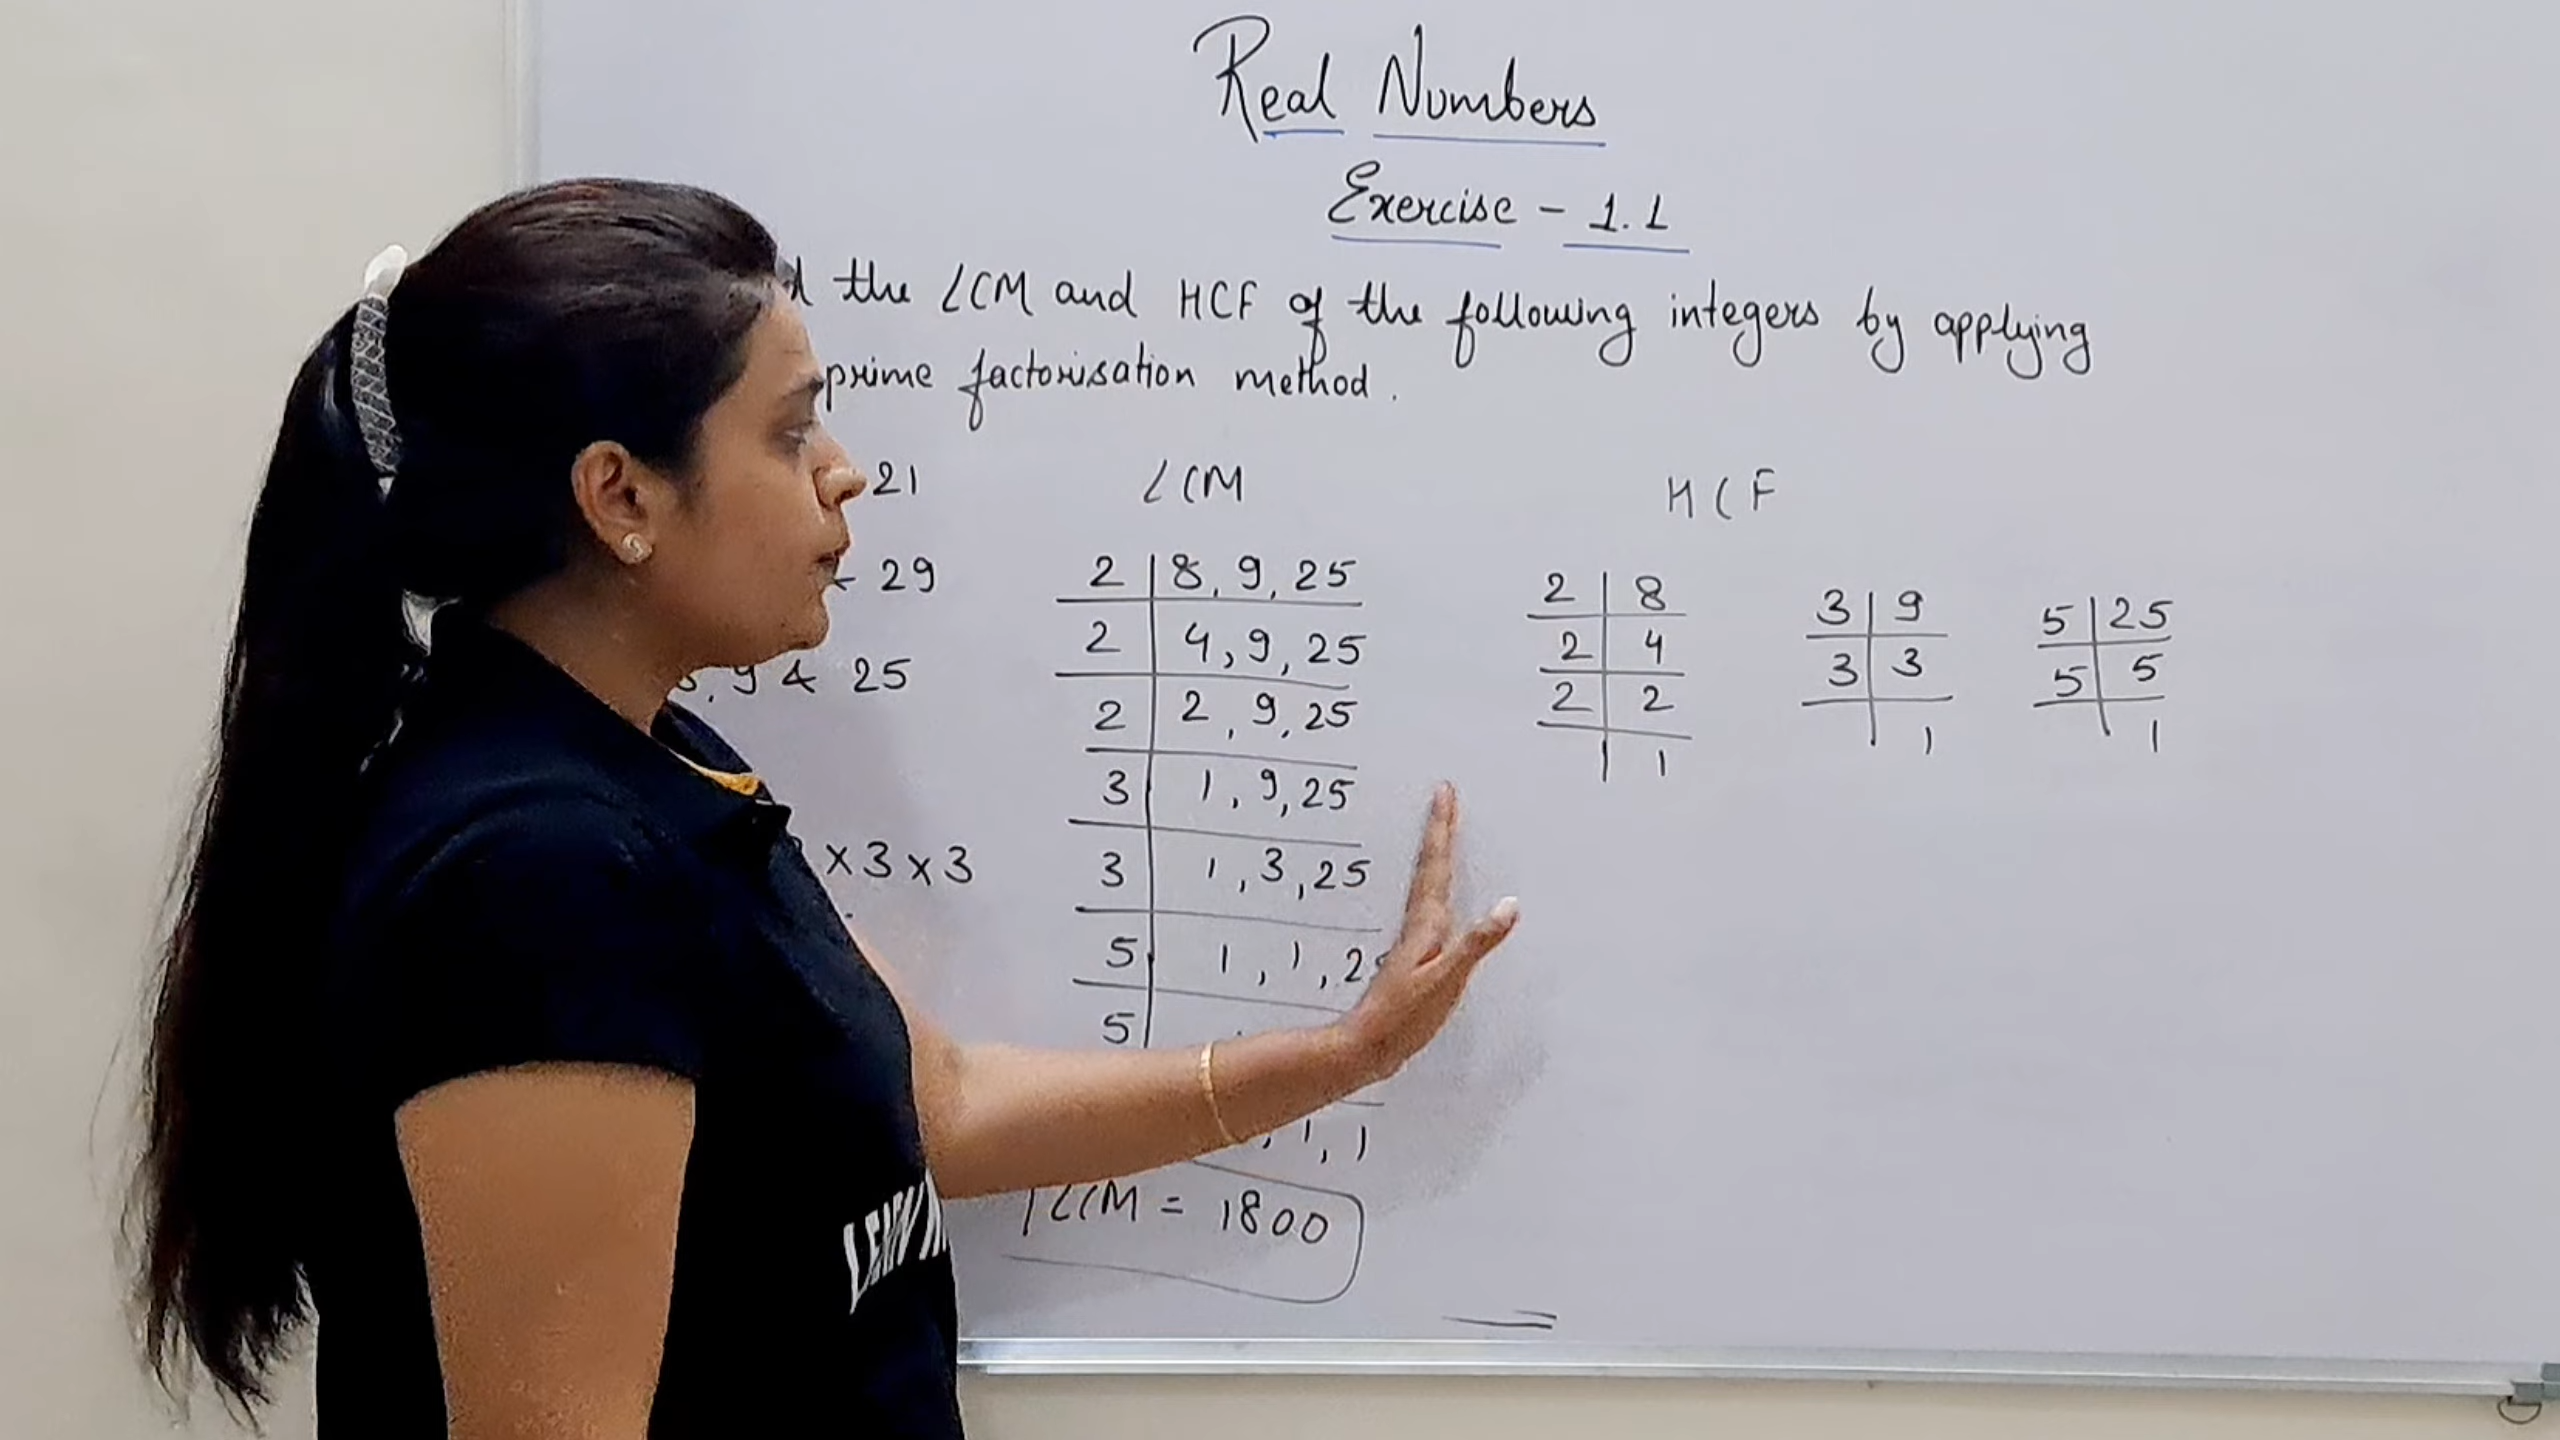 Real Numbers
Exercise - 1.1
the LCM and HCF of the following integers by applying
prime factorisation method.
21
29
9 & 25
x 3 x 3
LCM
2 | 8, 9, 25
2 | 4, 9, 25
2 | 2, 9, 25
3 | 1, 9, 25
3 | 1, 3, 25
5 | 1, 1, 2
5
, 1, 1
LCM = 1800
HCF
2 | 8
2 | 4
2 | 2
1
3 | 9
3 | 3
1
5 | 25
5 | 5
1
LEARN